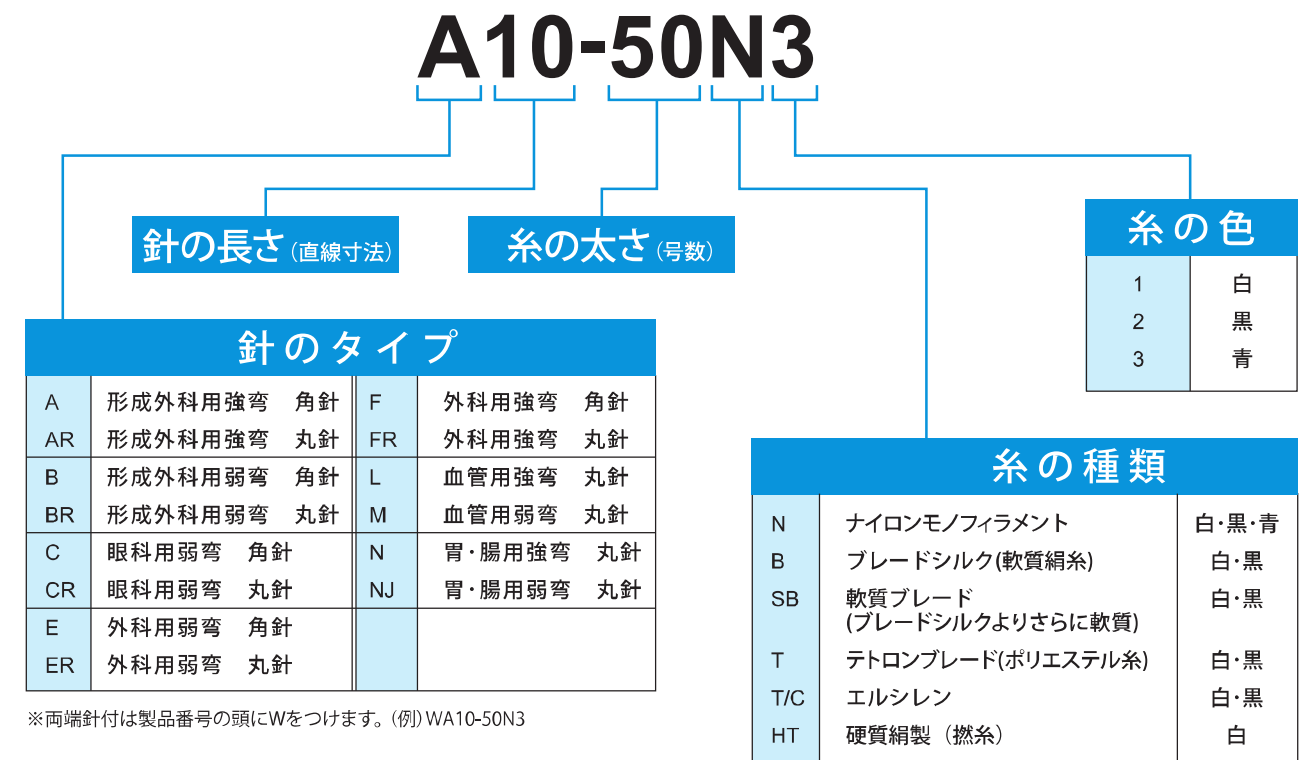 A10-50N3
針の長さ(直線寸法)
糸の太さ(号数)
糸の色
1 白
2 黒
3 青
針のタイプ
A 形成外科用強弯 角針 F 外科用強弯 角針
AR 形成外科用強弯 丸針 FR 外科用強弯 丸針
B 形成外科用弱弯 角針 L 血管用強弯 丸針
BR 形成外科用弱弯 丸針 M 血管用弱弯 丸針
C 眼科用弱弯 角針 N 胃・腸用強弯 丸針
CR 眼科用弱弯 丸針 NJ 胃・腸用弱弯 丸針
E 外科用弱弯 角針
ER 外科用弱弯 丸針
※両端針付は製品番号の頭にWをつけます。(例)WA10-50N3
糸の種類
N ナイロンモノフィラメント 白・黒・青
B ブレードシルク(軟質絹糸) 白・黒
SB 軟質ブレード 白・黒
(ブレードシルクよりさらに軟質)
T テトロンブレード(ポリエステル糸) 白・黒
T/C エルシレン 白・黒
HT 硬質絹製（撚糸） 白